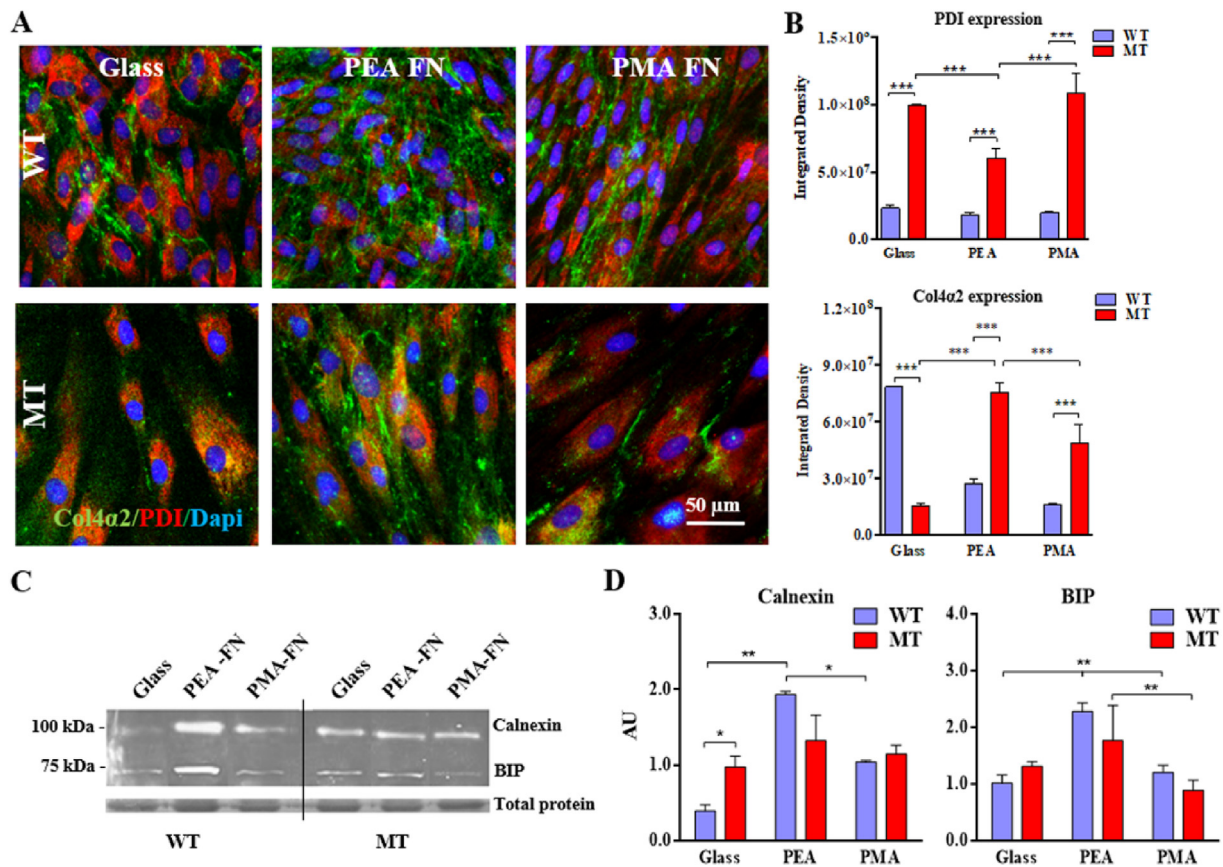 A
Glass
PEA FN
PMA FN
WT
MT
Col4α2/PDI/Dapi
50 µm
B
PDI expression
WT
MT
Integrated Density
1.5×10⁸
1.0×10⁸
5.0×10⁷
0.0
***
***
***
***
***
Glass
PEA
PMA
Col4α2 expression
WT
MT
Integrated Density
1.2×10⁸
9.0×10⁷
6.0×10⁷
3.0×10⁷
0.0
***
***
***
***
***
Glass
PEA
PMA
C
Glass
PEA -FN
PMA-FN
Glass
PEA-FN
PMA-FN
100 kDa -
Calnexin
75 kDa -
BIP
Total protein
WT
MT
D
Calnexin
WT
MT
AU
3.0
2.0
1.0
0.0
*
**
*
Glass
PEA
PMA
BIP
WT
MT
4.0
3.0
2.0
1.0
0.0
**
**
Glass
PEA
PMA